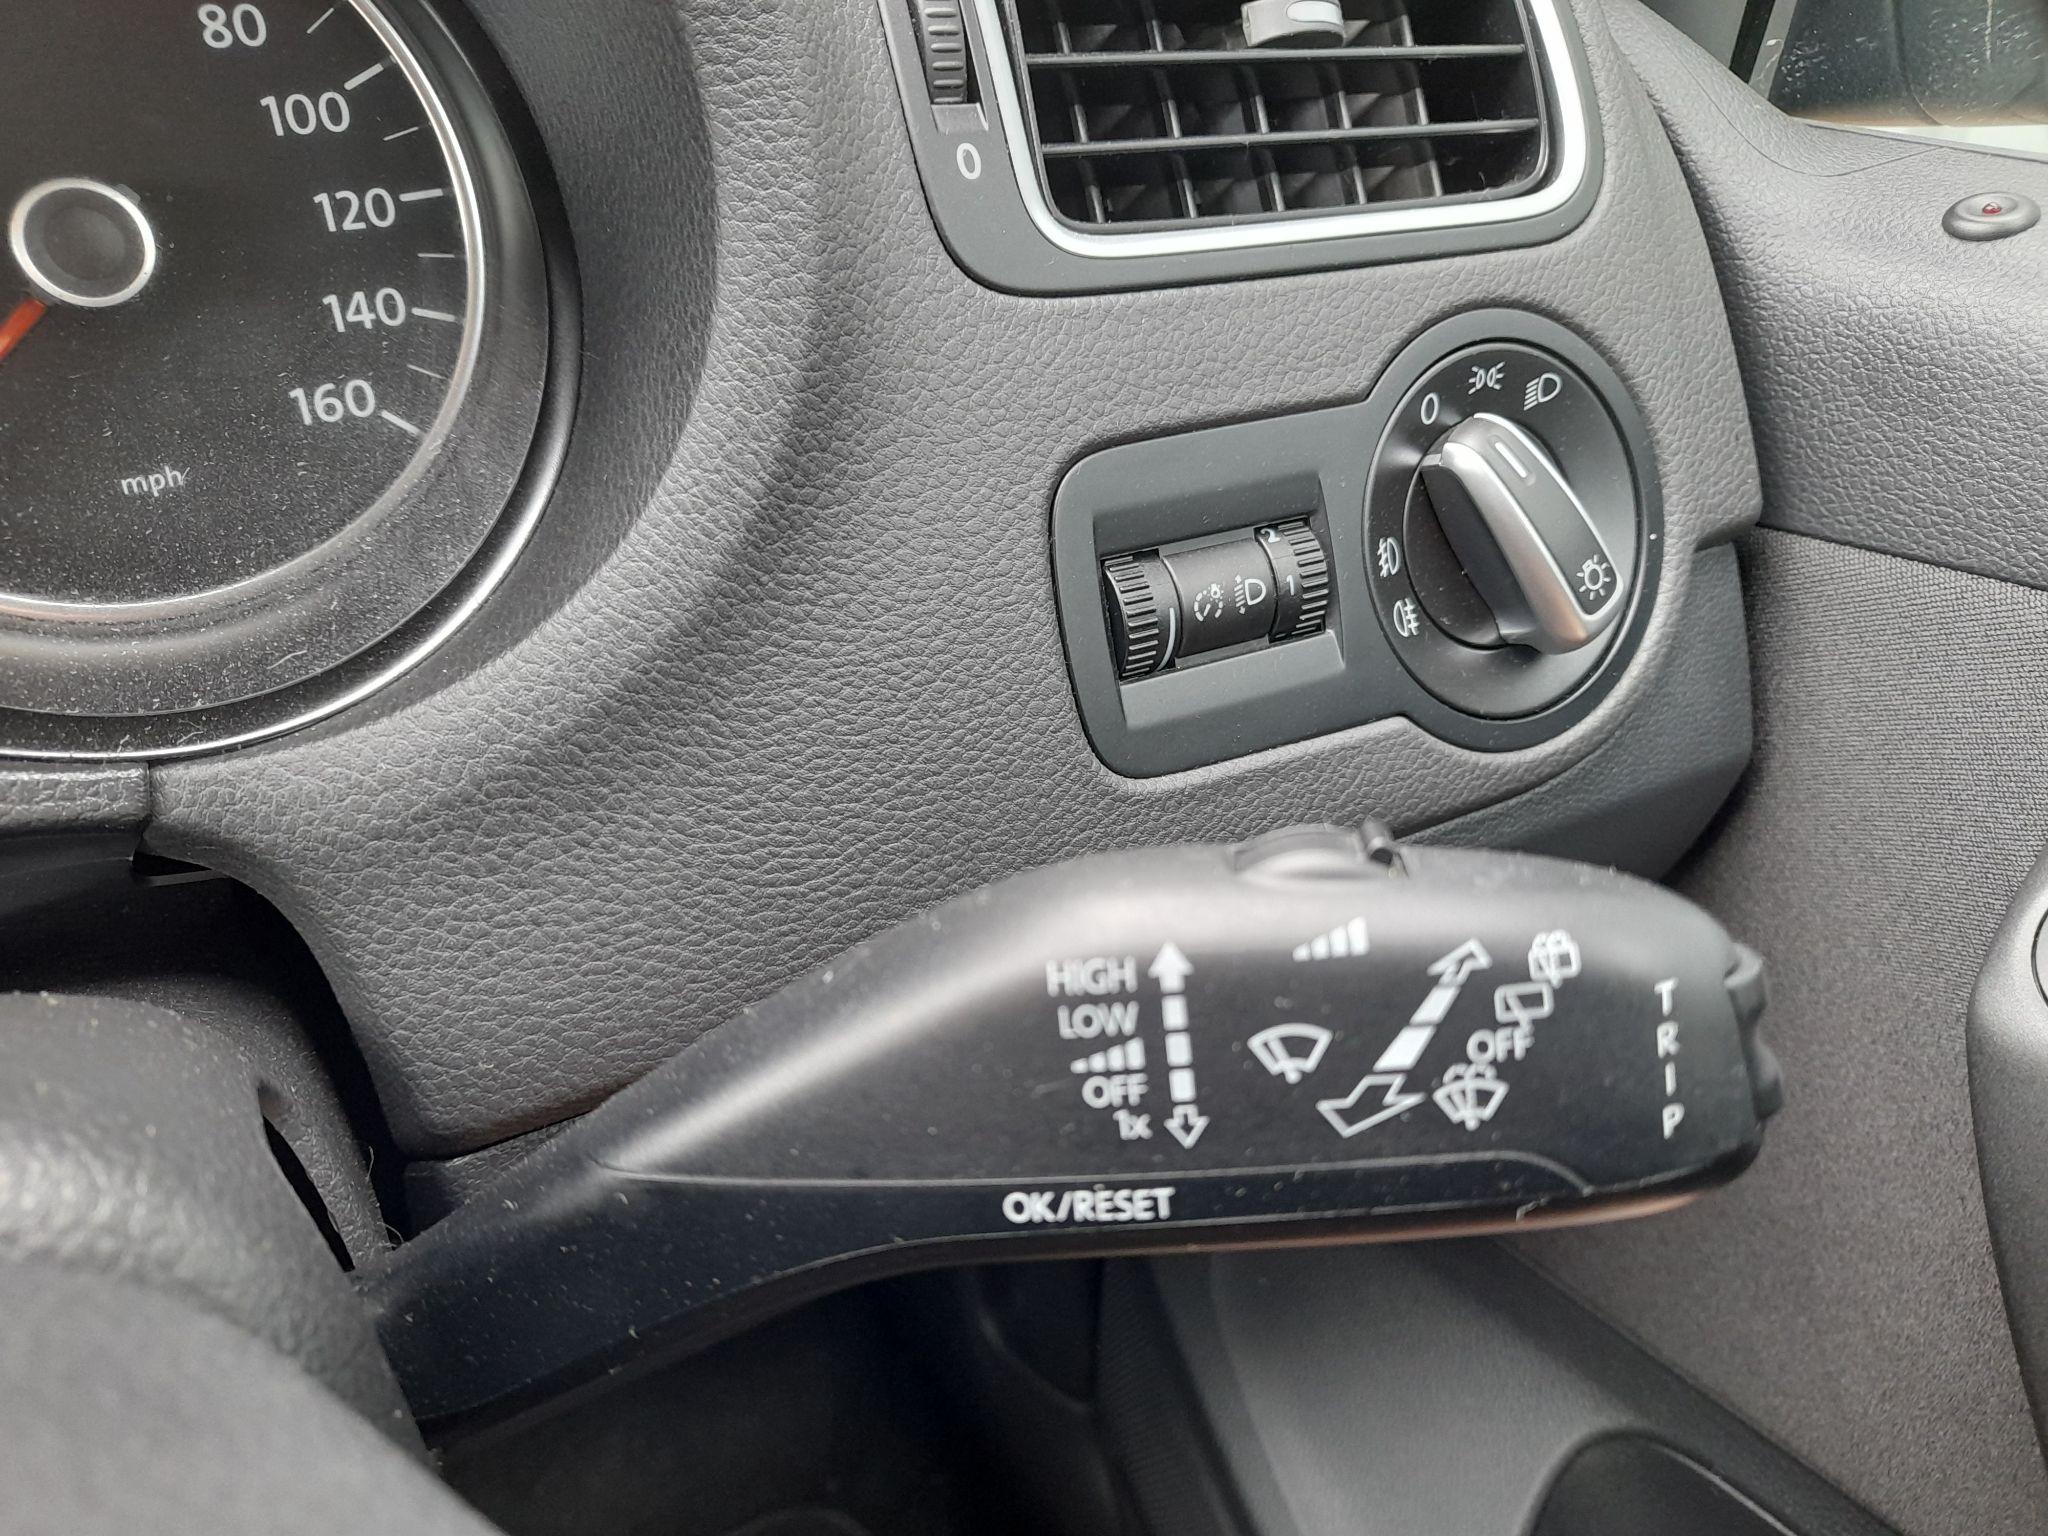 80
100
120
140
160
mph
0
0
2
1
HIGH
LOW
OFF
1x
OFF
TRIP
OK/RESET